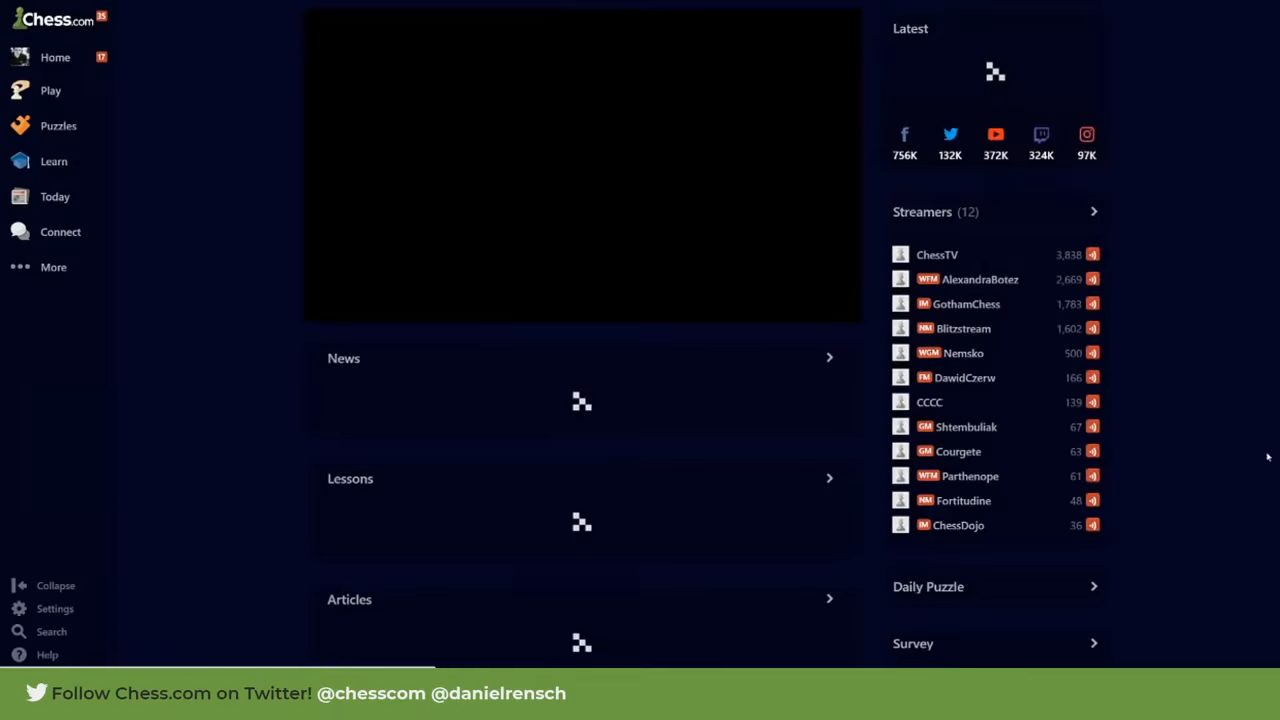 Chess.com 35
Home 17
Play
Puzzles
Learn
Today
Connect
More
Collapse
Settings
Search
Help
News
Lessons
Articles
Latest
756K 132K 372K 324K 97K
Streamers (12)
ChessTV 3,838
WFM AlexandraBotez 2,669
IM GothamChess 1,783
NM Blitzstream 1,602
WGM Nemsko 500
FM DawidCzerw 166
CCCC 139
GM Shtembuliak 67
GM Courgete 63
WFM Parthenope 61
NM Fortitudine 48
IM ChessDojo 36
Daily Puzzle
Survey
Follow Chess.com on Twitter! @chesscom @danielrensch